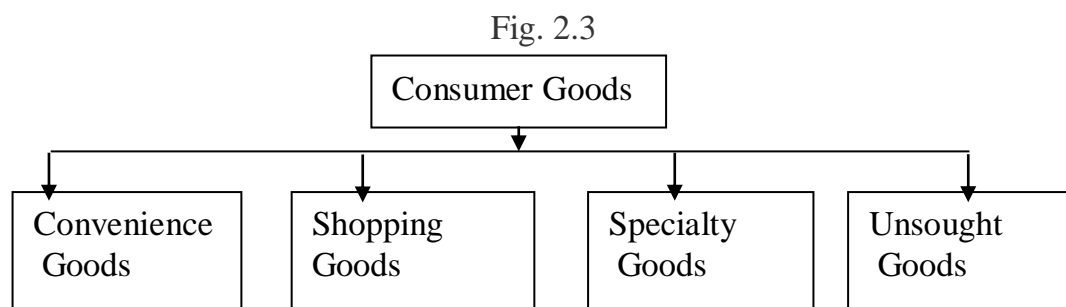 Fig. 2.3
Consumer Goods
Convenience
Goods
Shopping
Goods
Specialty
Goods
Unsought
Goods